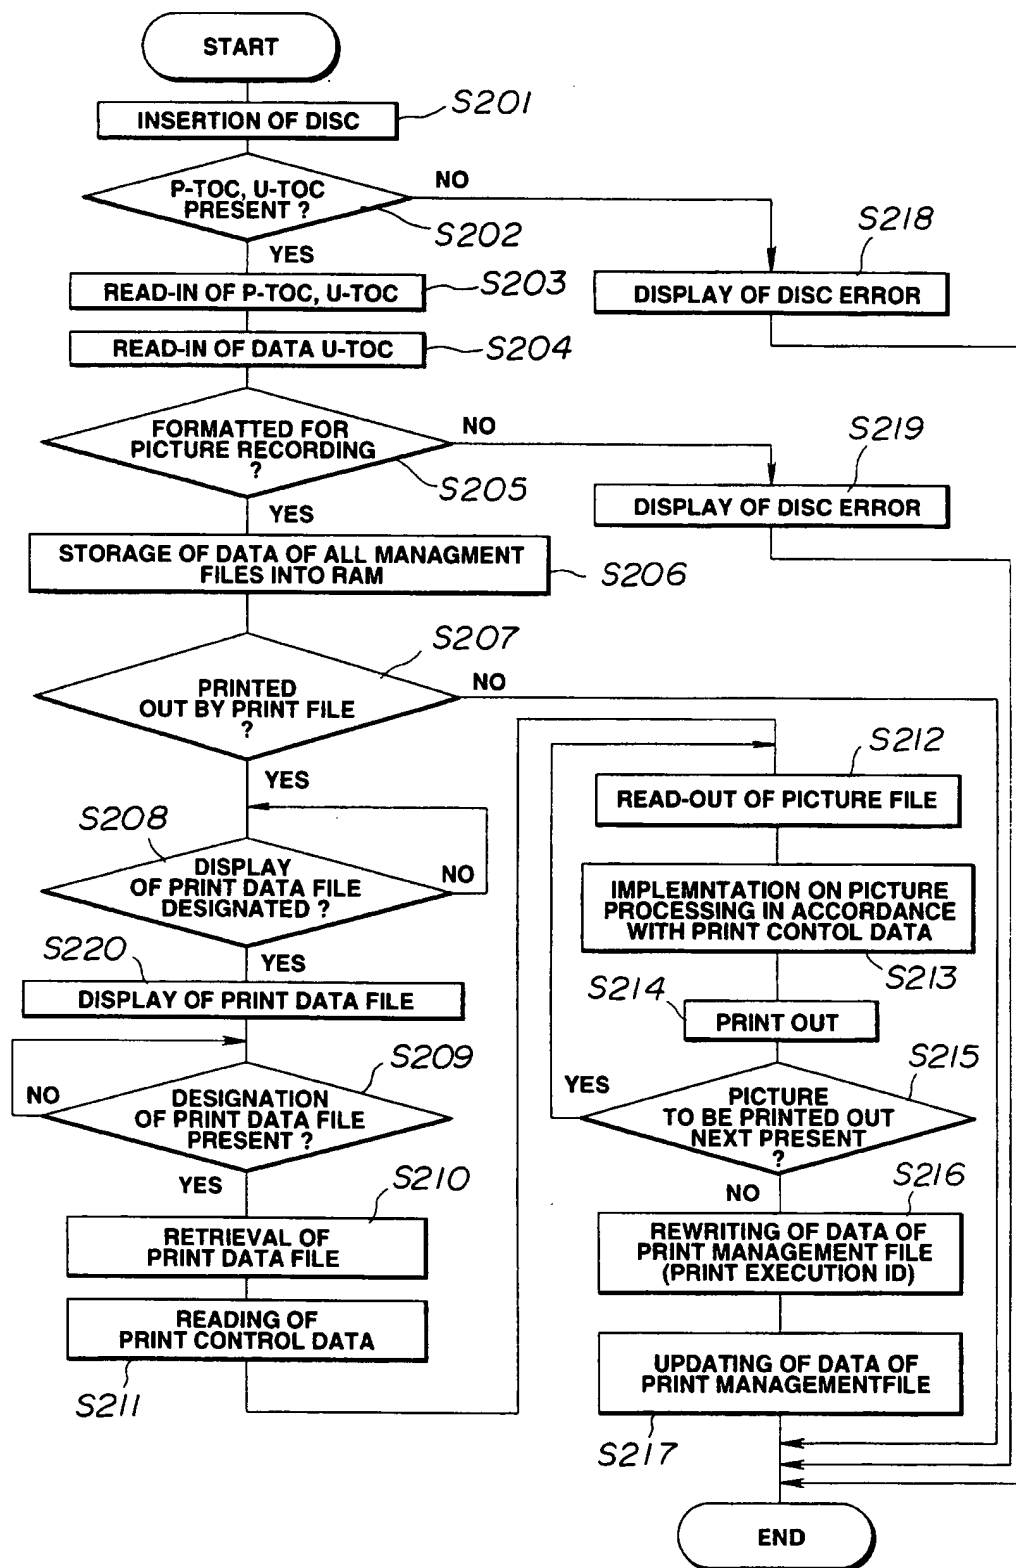 START
INSERTION OF DISC
S201
P-TOC, U-TOC
PRESENT ?
NO
S202
YES
S218
DISPLAY OF DISC ERROR
READ-IN OF P-TOC, U-TOC
S203
READ-IN OF DATA U-TOC
S204
FORMATTED FOR
PICTURE RECORDING
?
NO
S205
YES
S219
DISPLAY OF DISC ERROR
STORAGE OF DATA OF ALL MANAGMENT
FILES INTO RAM
S206
S207
PRINTED
OUT BY PRINT FILE
?
NO
YES
S208
DISPLAY
OF PRINT DATA FILE
DESIGNATED ?
NO
YES
S220
DISPLAY OF PRINT DATA FILE
S209
NO
DESIGNATION
OF PRINT DATA FILE
PRESENT ?
YES
S210
RETRIEVAL OF
PRINT DATA FILE
READING OF
PRINT CONTROL DATA
S211
S212
READ-OUT OF PICTURE FILE
IMPLEMNTATION ON PICTURE
PROCESSING IN ACCORDANCE
WITH PRINT CONTOL DATA
S213
S214
PRINT OUT
S215
YES
PICTURE
TO BE PRINTED OUT
NEXT PRESENT
?
NO
S216
REWRITING OF DATA OF
PRINT MANAGEMENT FILE
(PRINT EXECUTION ID)
UPDATING OF DATA OF
PRINT MANAGEMENTFILE
S217
END